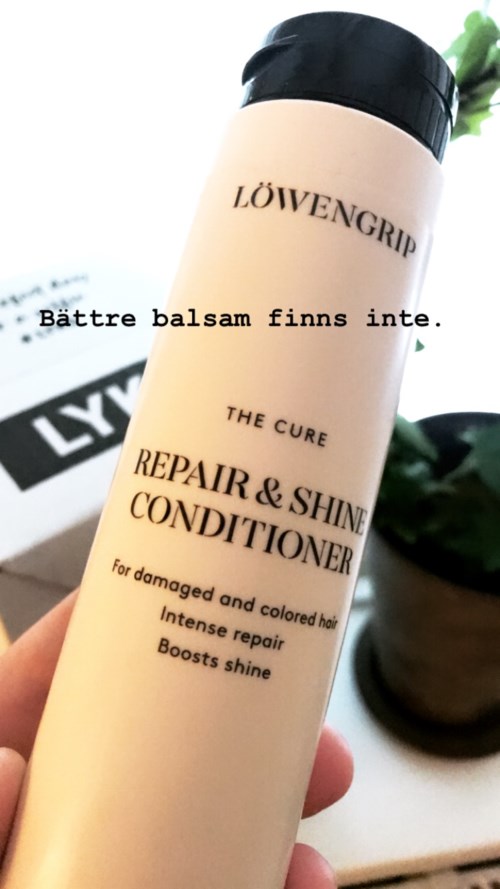 LÖWENGRIP
Bättre balsam finns inte.
LYK
THE CURE
REPAIR & SHINE
CONDITIONER
For damaged and colored hair
Intense repair
Boosts shine